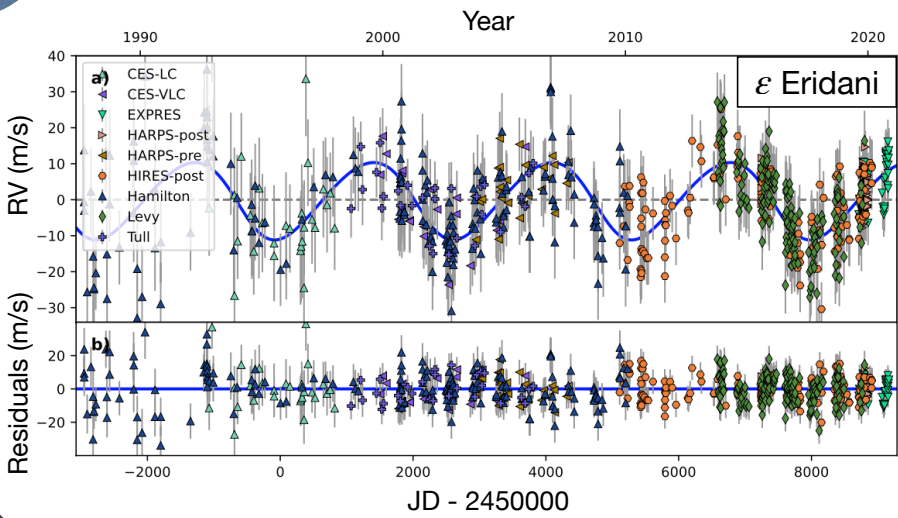 Year
1990 2000 2010 2020
40
30
20
10
0
−10
−20
−30
RV (m/s)
a)
CES-LC
CES-VLC
EXPRES
HARPS-post
HARPS-pre
HIRES-post
Hamilton
Levy
Tull
ε Eridani
b)
20
0
−20
Residuals (m/s)
−2000 0 2000 4000 6000 8000
JD - 2450000